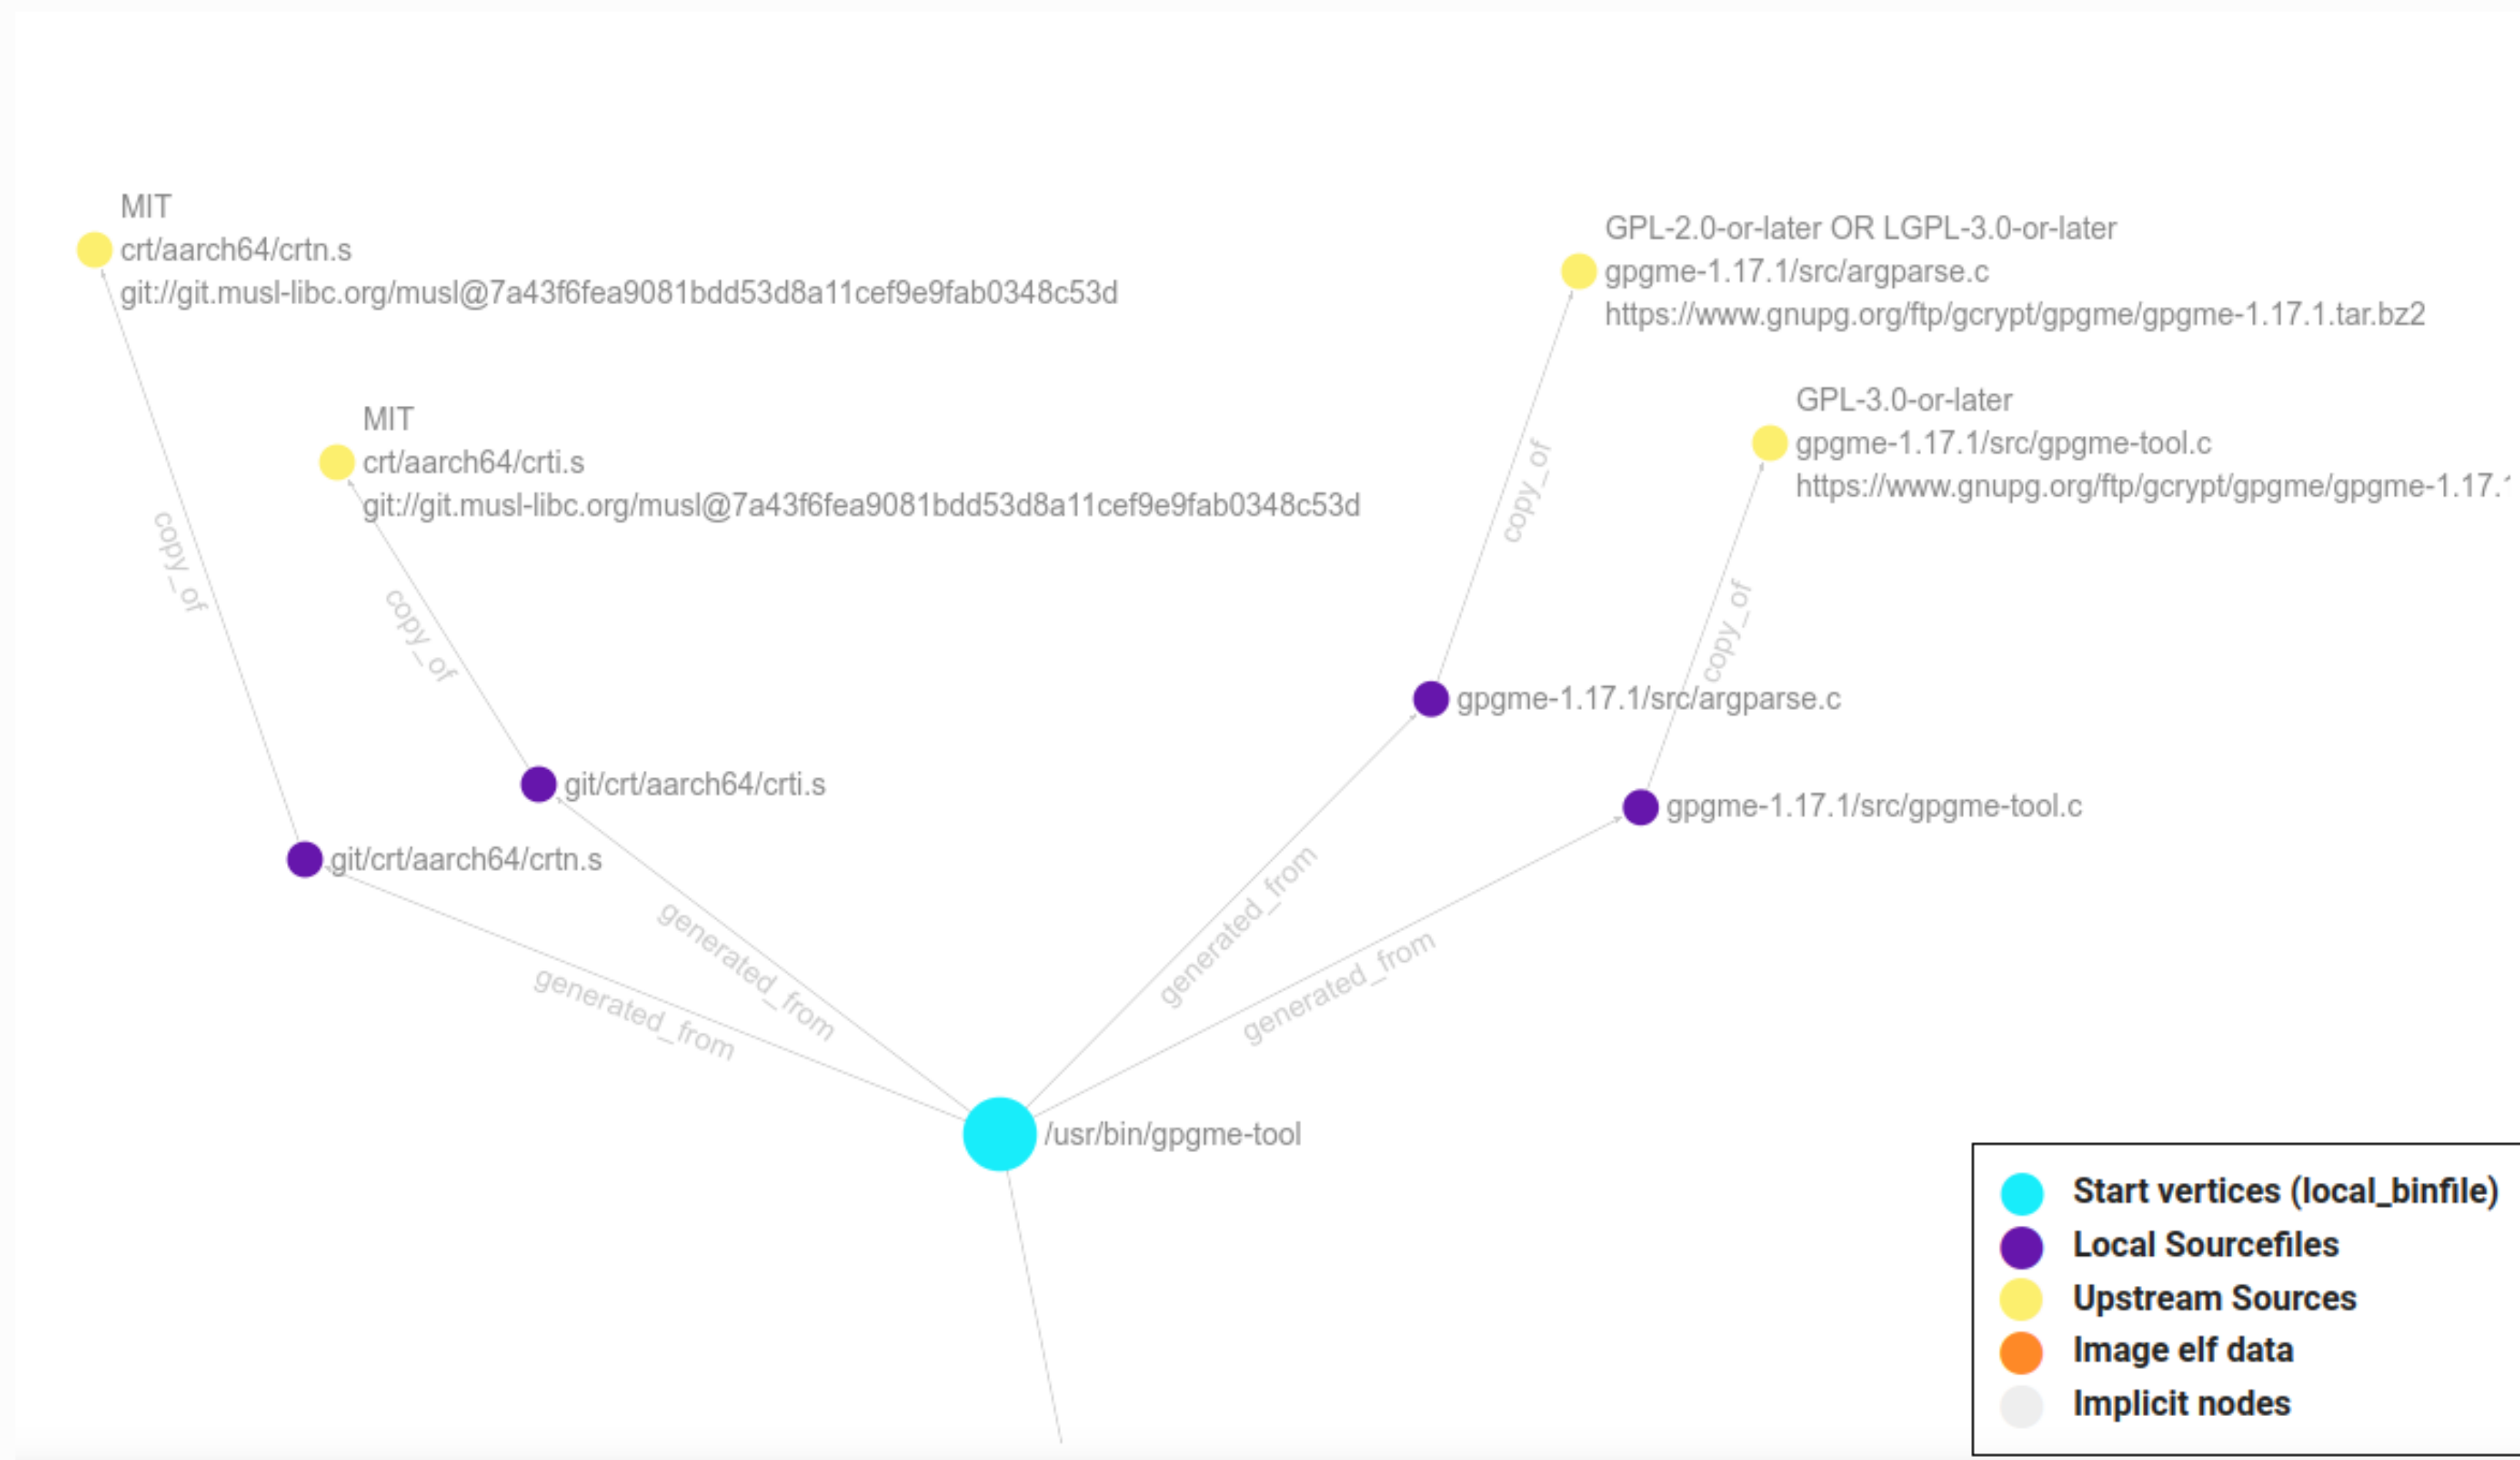 MIT
crt/aarch64/crtn.s
git://git.musl-libc.org/musl@7a43f6fea9081bdd53d8a11cef9e9fab0348c53d
GPL-2.0-or-later OR LGPL-3.0-or-later
gpgme-1.17.1/src/argparse.c
https://www.gnupg.org/ftp/gcrypt/gpgme/gpgme-1.17.1.tar.bz2
MIT
crt/aarch64/crti.s
git://git.musl-libc.org/musl@7a43f6fea9081bdd53d8a11cef9e9fab0348c53d
GPL-3.0-or-later
gpgme-1.17.1/src/gpgme-tool.c
https://www.gnupg.org/ftp/gcrypt/gpgme/gpgme-1.17.
copy_of
copy_of
copy_of
copy_of
gpgme-1.17.1/src/argparse.c
git/crt/aarch64/crti.s
gpgme-1.17.1/src/gpgme-tool.c
git/crt/aarch64/crtn.s
generated_from
generated_from
generated_from
generated_from
/usr/bin/gpgme-tool
Start vertices (local_binfile)
Local Sourcefiles
Upstream Sources
Image elf data
Implicit nodes